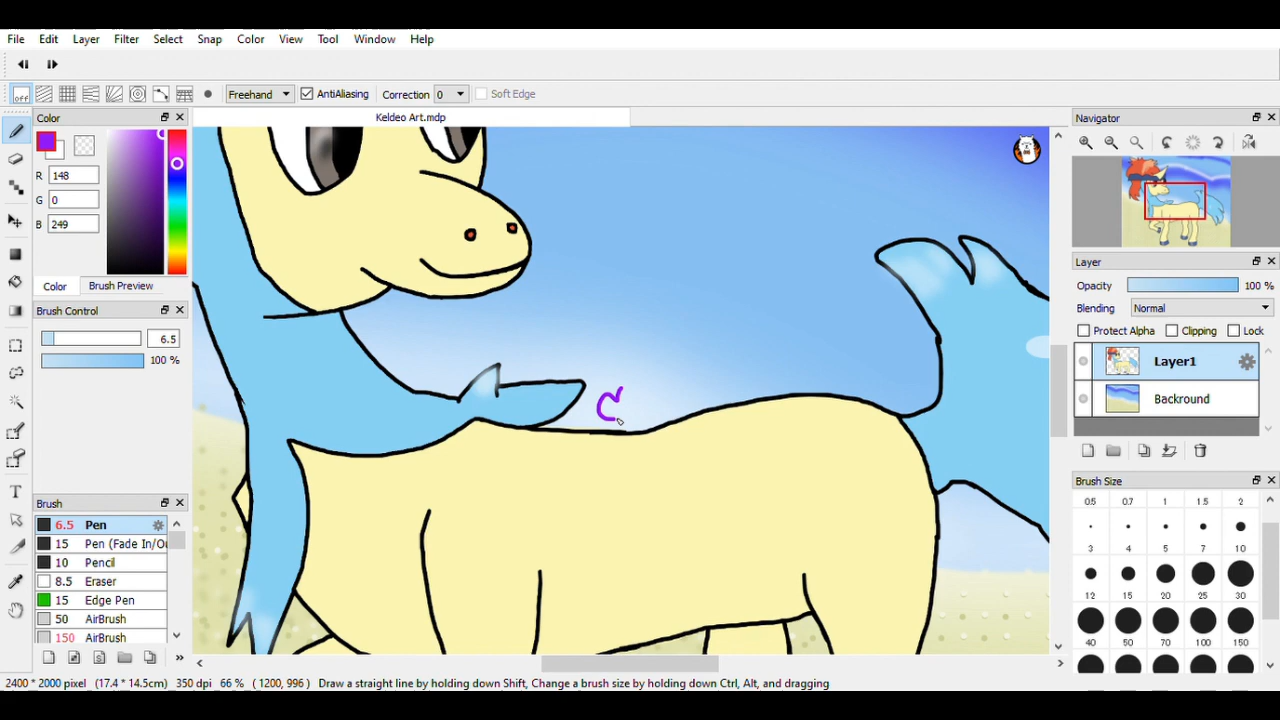 File Edit Layer Filter Select Snap Color View Tool Window Help
off Freehand AntiAliasing Correction 0 Soft Edge
Color
Keldeo Art.mdp
Navigator
R 148
G 0
B 249
Color Brush Preview
Brush Control
6.5
100 %
Layer
Opacity 100 %
Blending Normal
Protect Alpha Clipping Lock
Layer1
Backround
Brush
6.5 Pen
15 Pen (Fade In/Ou
10 Pencil
8.5 Eraser
15 Edge Pen
50 AirBrush
150 AirBrush
Brush Size
0.5 0.7 1 1.5 2
3 4 5 7 10
12 15 20 25 30
40 50 70 100 150
2400 * 2000 pixel (17.4 * 14.5cm) 350 dpi 66 % ( 1200, 996 ) Draw a straight line by holding down Shift, Change a brush size by holding down Ctrl, Alt, and dragging